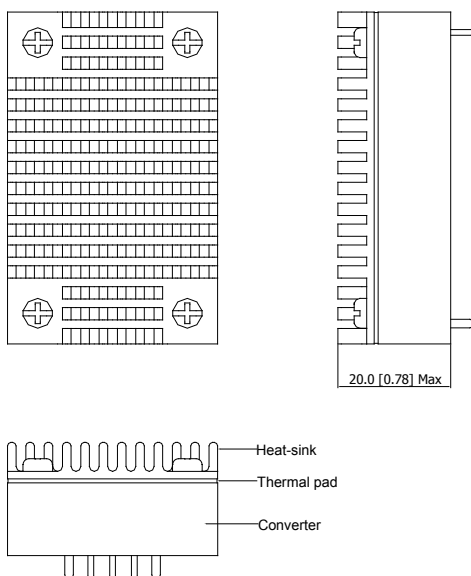 20.0 [0.78] Max
Heat-sink
Thermal pad
Converter